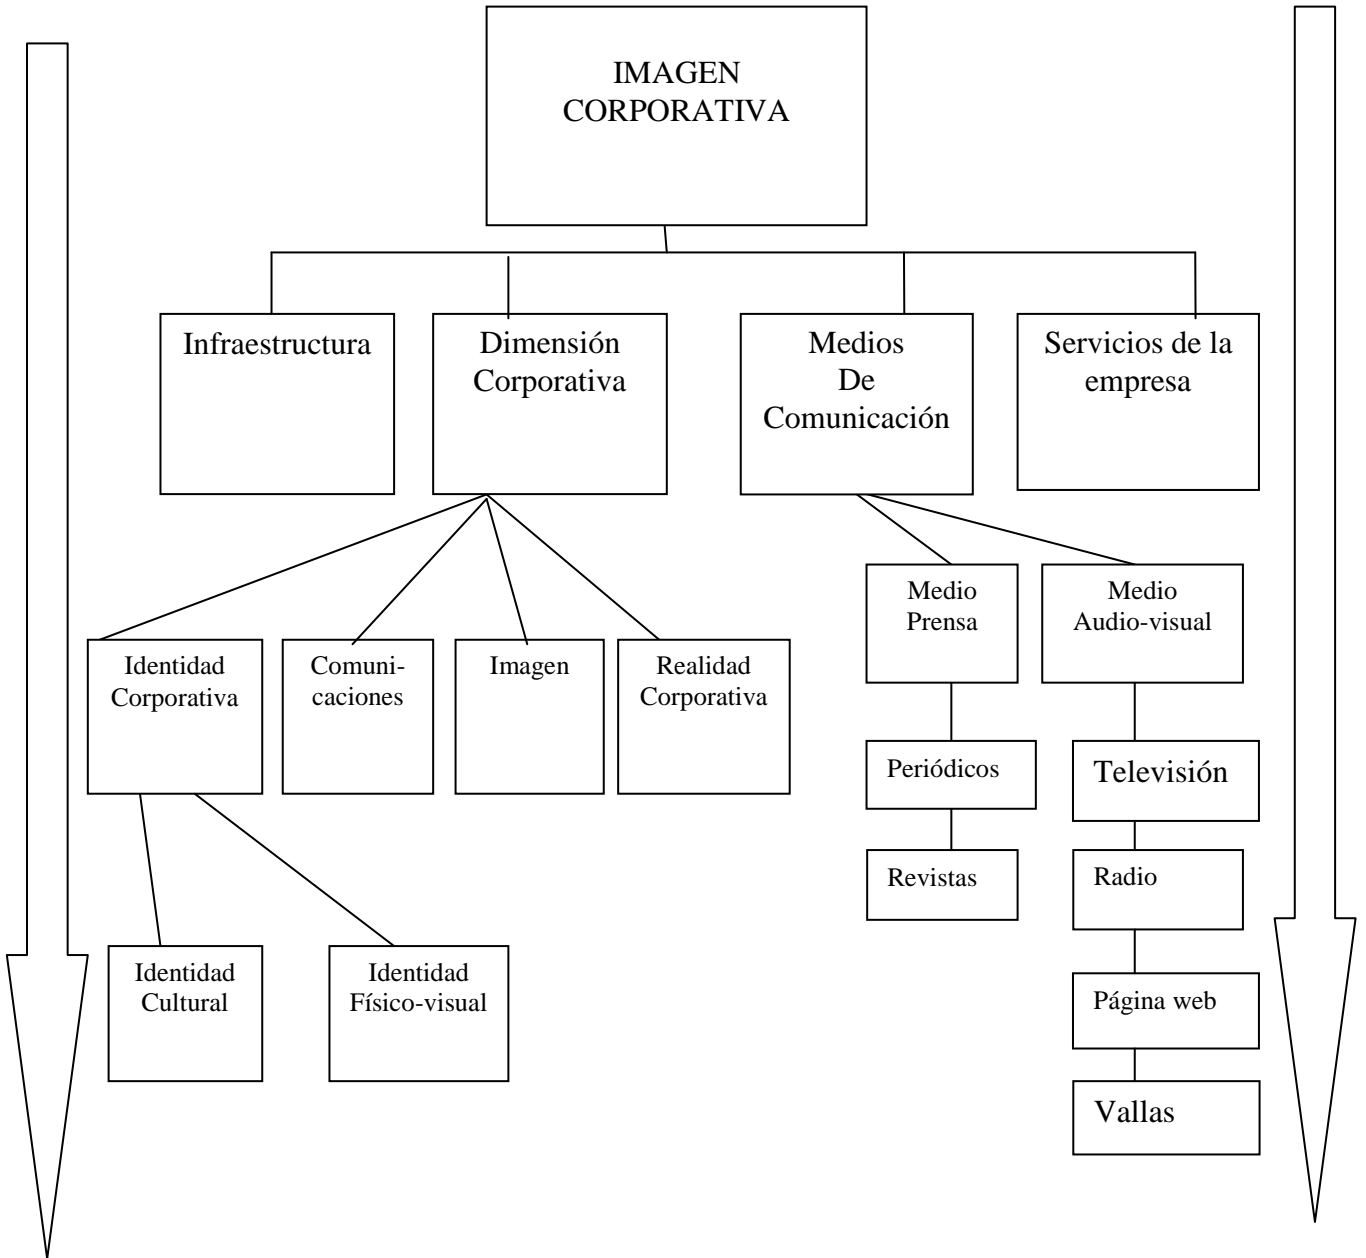 IMAGEN
CORPORATIVA
Infraestructura
Dimensión
Corporativa
Medios
De
Comunicación
Servicios de la
empresa
Medio
Prensa
Medio
Audio-visual
Identidad
Corporativa
Comuni-
caciones
Imagen
Realidad
Corporativa
Periódicos
Televisión
Revistas
Radio
Identidad
Cultural
Identidad
Físico-visual
Página web
Vallas